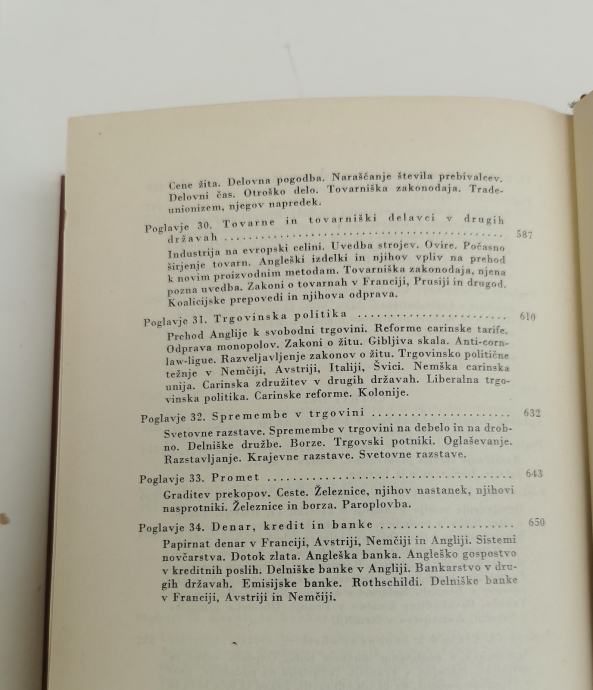 Cene žita. Delovna pogodba. Naraščanje števila prebivalcev.
Delovni čas. Otroško delo. Tovarniška zakonodaja. Trade-
unionizem, njegov napredek.
Poglavje 30. Tovarne in tovarniški delavci v drugih
državah . . . . . . . . . . . . . . . . . . . . 587
Industrija na evropski celini. Uvedba strojev. Ovire. Počasno
širjenje tovarn. Angleški izdelki in njihov vpliv na prehod
k novim proizvodnim metodam. Tovarniška zakonodaja, njena
pozna uvedba. Zakoni o tovarnah v Franciji, Prusiji in drugod.
Koalicijske prepovedi in njihova odprava.
Poglavje 31. Trgovinska politika . . . . . . . . . . . . 610
Prehod Anglije k svobodni trgovini. Reforme carinske tarife.
Odprava monopolov. Zakoni o žitu. Gibljiva skala. Anti-corn-
law-ligue. Razveljavljenje zakonov o žitu. Trgovinsko politične
težnje v Nemčiji, Avstriji, Italiji, Švici. Nemška carinska
unija. Carinska združitev v drugih državah. Liberalna trgo-
vinska politika. Carinske reforme. Kolonije.
Poglavje 32. Spremembe v trgovini . . . . . . . . . . . 632
Svetovne razstave. Spremembe v trgovini na debelo in na drob-
no. Delniške družbe. Borze. Trgovski potniki. Oglaševanje.
Razstavljanje. Krajevne razstave. Svetovne razstave.
Poglavje 33. Promet . . . . . . . . . . . . . . . . . . 643
Graditev prekopov. Ceste. Železnice, njihov nastanek, njihovi
nasprotniki. Železnice in borza. Paroplovba.
Poglavje 34. Denar, kredit in banke . . . . . . . . . . 650
Papirnat denar v Franciji, Avstriji, Nemčiji in Angliji. Sistemi
novčarstva. Dotok zlata. Angleška banka. Angleško gospostvo
v kreditnih poslih. Delniške banke v Angliji. Bankarstvo v dru-
gih državah. Emisijske banke. Rothschildi. Delniške banke
v Franciji, Avstriji in Nemčiji.